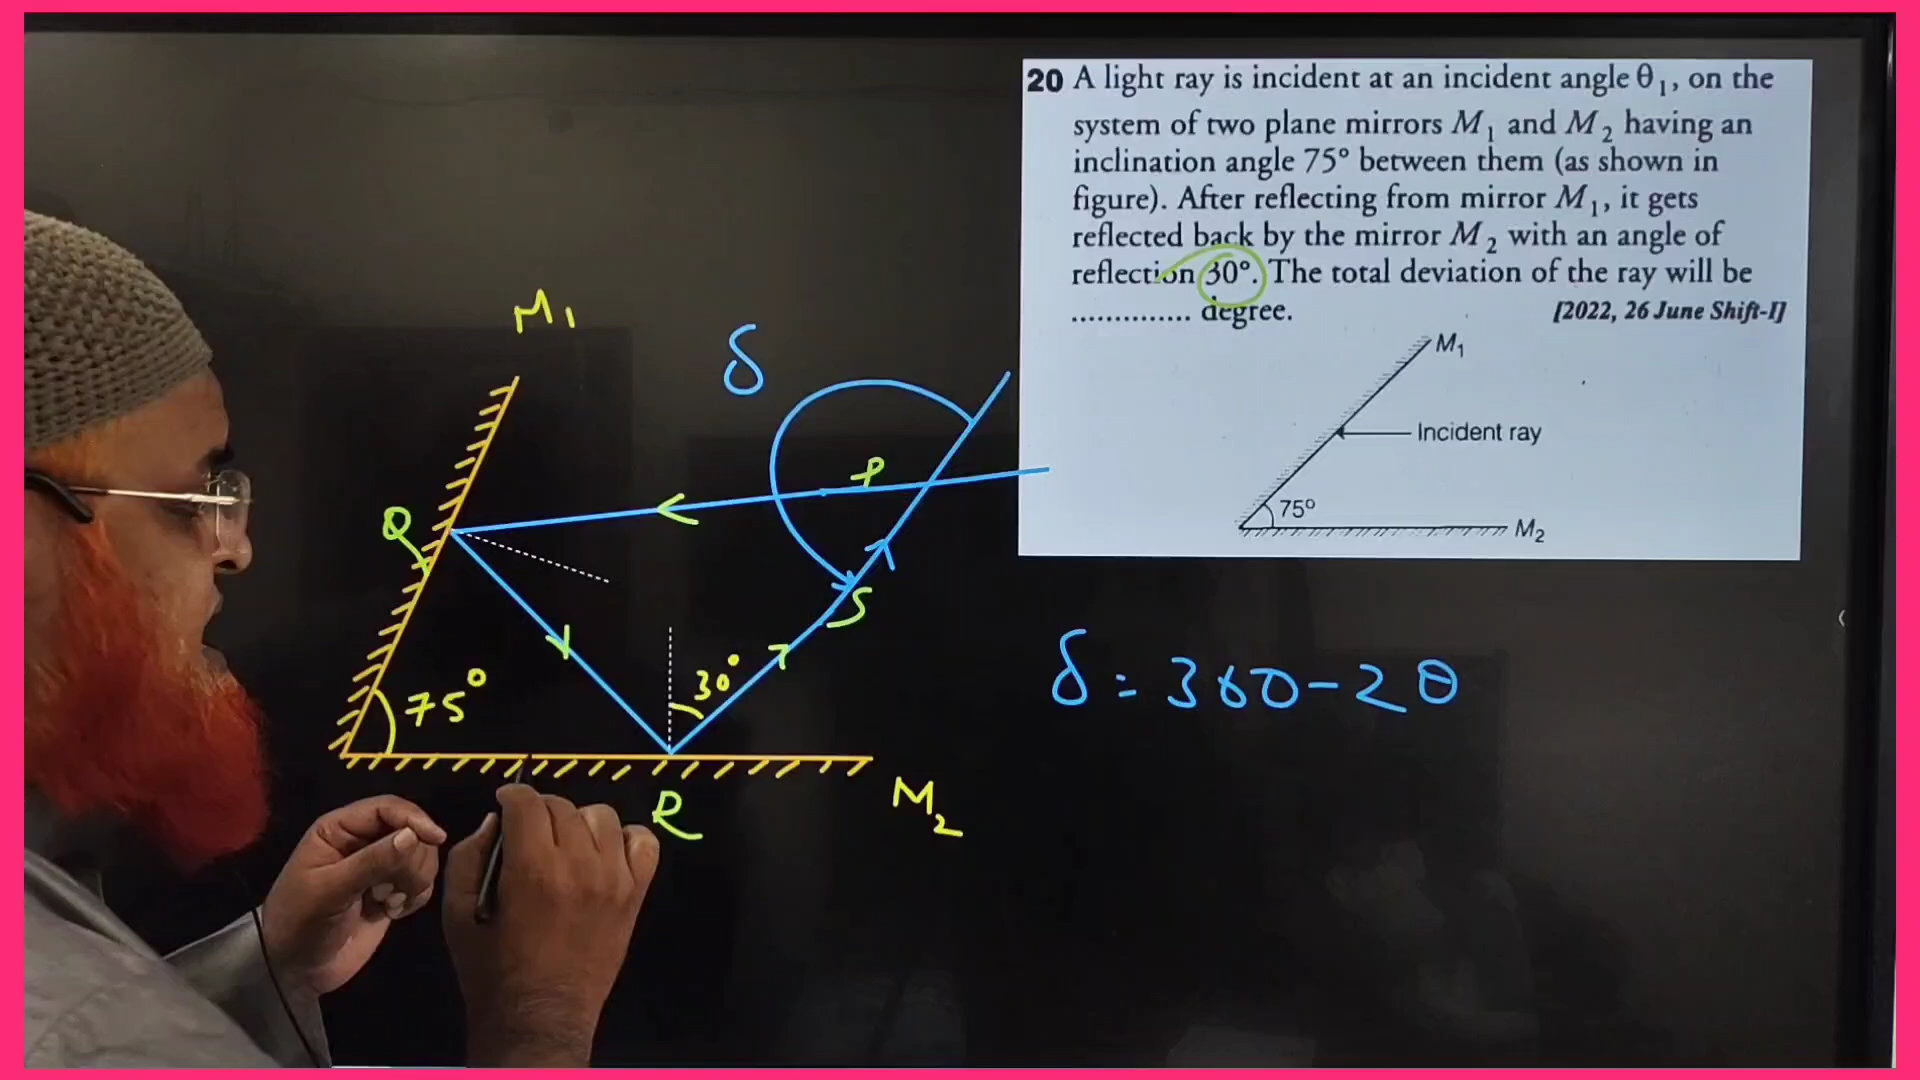 20 A light ray is incident at an incident angle θ₁, on the
system of two plane mirrors M₁ and M₂ having an
inclination angle 75° between them (as shown in
figure). After reflecting from mirror M₁, it gets
reflected back by the mirror M₂ with an angle of
reflection 30°. The total deviation of the ray will be
.............. degree. [2022, 26 June Shift-I]
M₁
Incident ray
75°
M₂
M₁
δ
P
Q
S
30°
75°
R
M₂
δ = 360 - 2θ